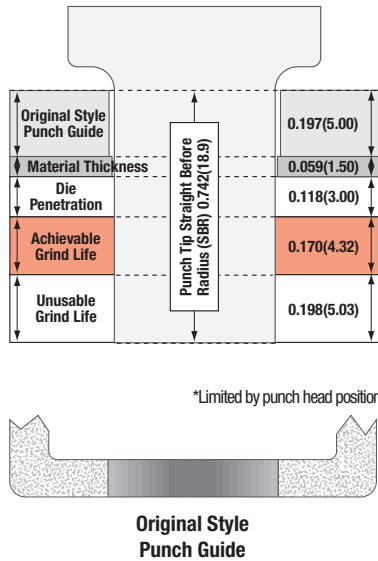 Original Style
Punch Guide
0.197(5.00)
Material Thickness
0.059(1.50)
Die
Penetration
0.118(3.00)
Achievable
Grind Life
0.170(4.32)
Unusable
Grind Life
0.198(5.03)
Punch Tip Straight Before
Radius (SBR) 0.742(18.9)
*Limited by punch head position
Original Style
Punch Guide